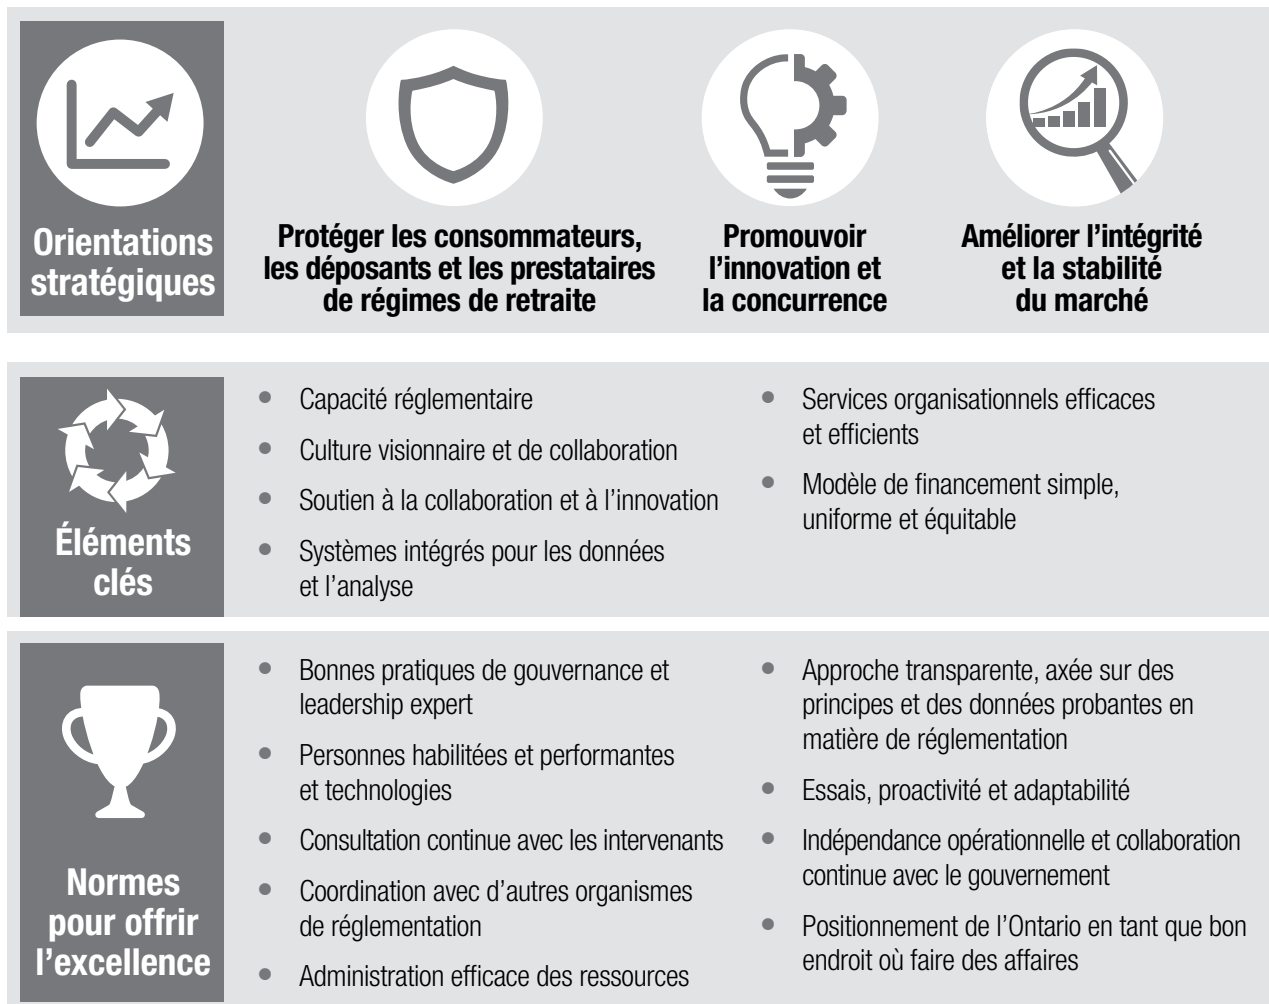 Orientations
stratégiques
Protéger les consommateurs,
les déposants et les prestataires
de régimes de retraite
Promouvoir
l’innovation et
la concurrence
Améliorer l’intégrité
et la stabilité
du marché
Éléments
clés
• Capacité réglementaire
• Culture visionnaire et de collaboration
• Soutien à la collaboration et à l’innovation
• Systèmes intégrés pour les données
et l’analyse
• Services organisationnels efficaces
et efficients
• Modèle de financement simple,
uniforme et équitable
Normes
pour offrir
l’excellence
• Bonnes pratiques de gouvernance et
leadership expert
• Personnes habilitées et performantes
et technologies
• Consultation continue avec les intervenants
• Coordination avec d’autres organismes
de réglementation
• Administration efficace des ressources
• Approche transparente, axée sur des
principes et des données probantes en
matière de réglementation
• Essais, proactivité et adaptabilité
• Indépendance opérationnelle et collaboration
continue avec le gouvernement
• Positionnement de l’Ontario en tant que bon
endroit où faire des affaires